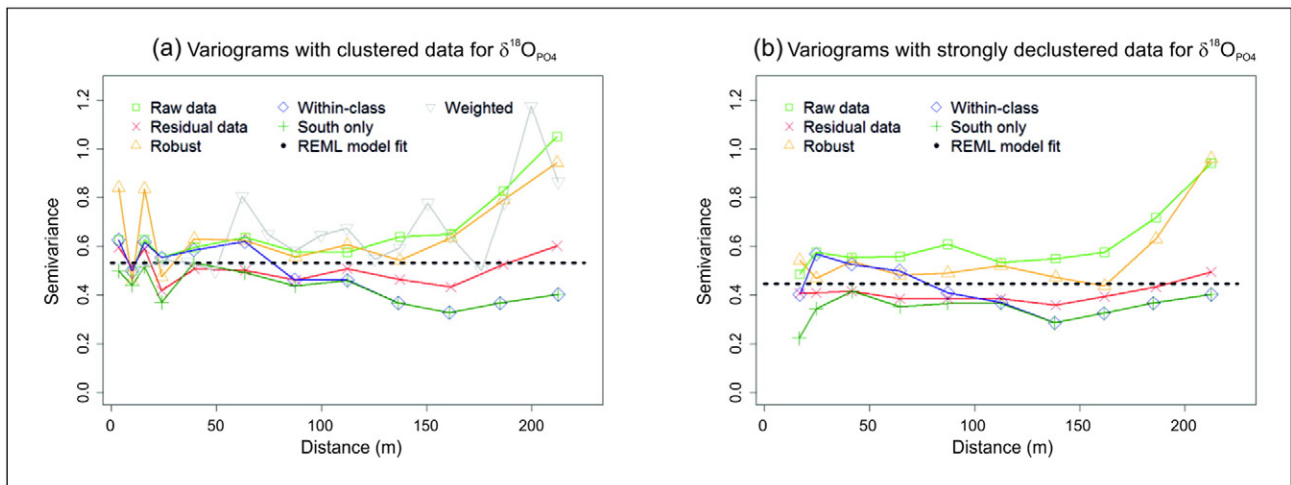 (a) Variograms with clustered data for δ¹⁸O_PO4
1.2
1.0
0.8
0.6
0.4
0.2
0.0
Semivariance
Raw data
Residual data
Robust
Within-class
South only
REML model fit
Weighted
0 50 100 150 200
Distance (m)
(b) Variograms with strongly declustered data for δ¹⁸O_PO4
1.2
1.0
0.8
0.6
0.4
0.2
0.0
Semivariance
Raw data
Residual data
Robust
Within-class
South only
REML model fit
0 50 100 150 200
Distance (m)